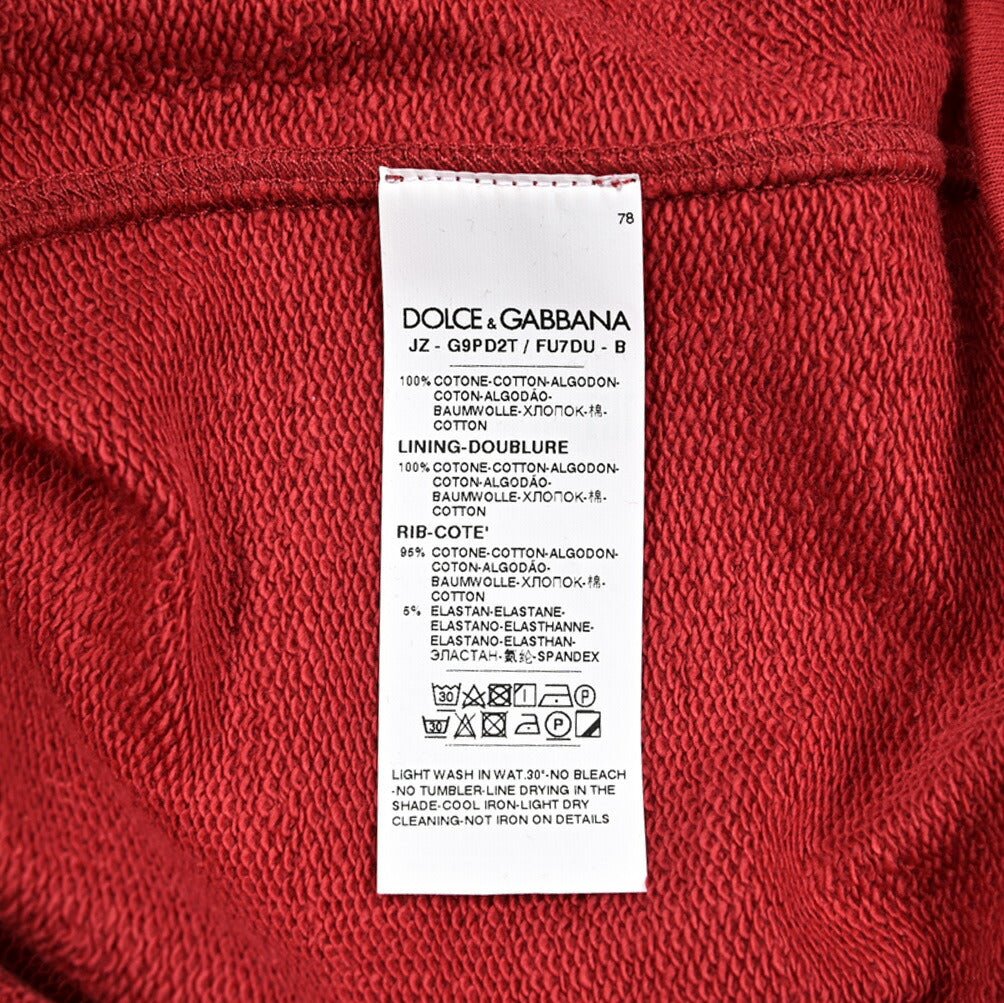 78
DOLCE & GABBANA
JZ - G9PD2T / FU7DU - B
100% COTONE-COTTON-ALGODON-
COTON-ALGODÃO-
BAUMWOLLE-ХЛОПОК-棉-
COTTON
LINING-DOUBLURE
100% COTONE-COTTON-ALGODON-
COTON-ALGODÃO-
BAUMWOLLE-ХЛОПОК-棉-
COTTON
RIB-COTE'
95% COTONE-COTTON-ALGODON-
COTON-ALGODÃO-
BAUMWOLLE-ХЛОПОК-棉-
COTTON
5% ELASTAN-ELASTANE-
ELASTANO-ELASTHANNE-
ELASTANO-ELASTHAN-
ЭЛАСТАН-氨纶-SPANDEX
30 P
30 P
LIGHT WASH IN WAT.30°-NO BLEACH
-NO TUMBLER-LINE DRYING IN THE
SHADE-COOL IRON-LIGHT DRY
CLEANING-NOT IRON ON DETAILS